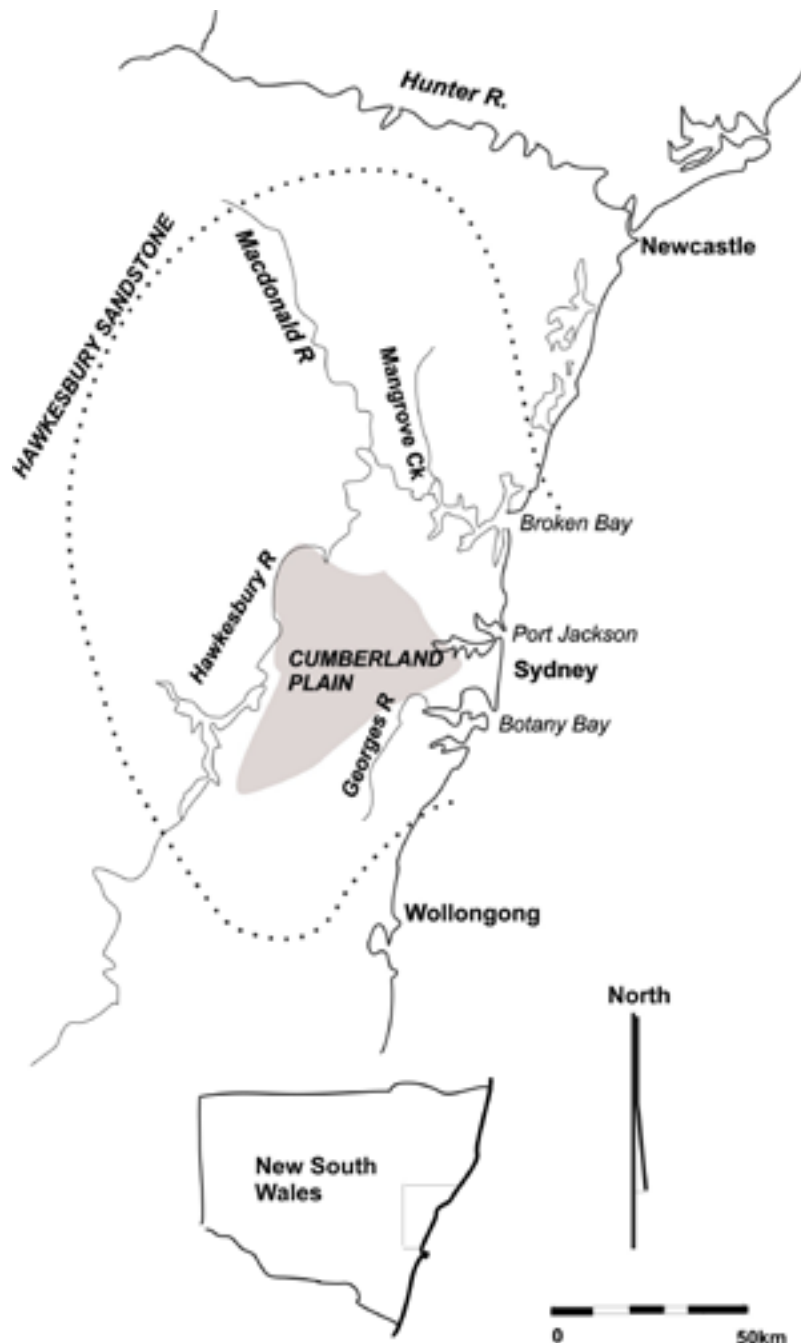 Hunter R.
Newcastle
HAWKESBURY SANDSTONE
Macdonald R
Mangrove Ck
Broken Bay
Hawkesbury R
Port Jackson
CUMBERLAND
PLAIN
Sydney
Georges R
Botany Bay
Wollongong
North
New South
Wales
0
50km